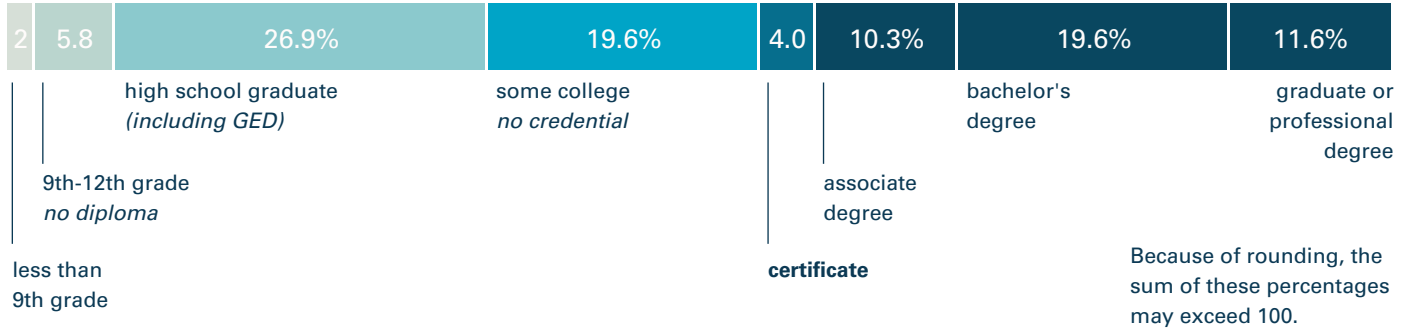 2 5.8 26.9% 19.6% 4.0 10.3% 19.6% 11.6%
high school graduate
(including GED)
some college
no credential
bachelor's
degree
graduate or
professional
degree
9th-12th grade
no diploma
associate
degree
less than
9th grade
certificate
Because of rounding, the
sum of these percentages
may exceed 100.